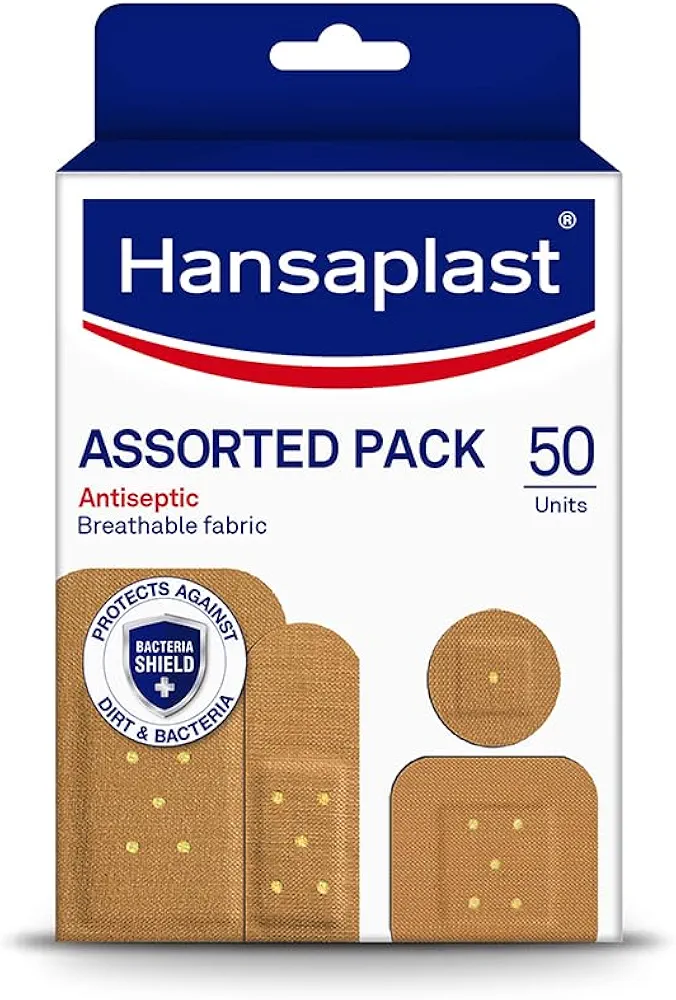 Hansaplast®
ASSORTED PACK
50
Units
Antiseptic
Breathable fabric
PROTECTS AGAINST
BACTERIA
SHIELD
DIRT & BACTERIA